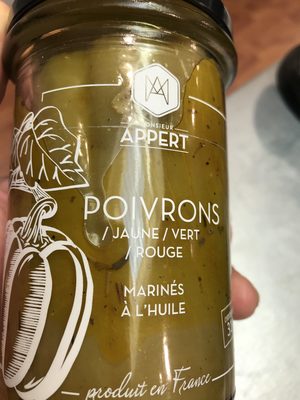 MONSIEUR
APPERT
POIVRONS
/ JAUNE / VERT
/ ROUGE
MARINÉS
À L'HUILE
produit en France